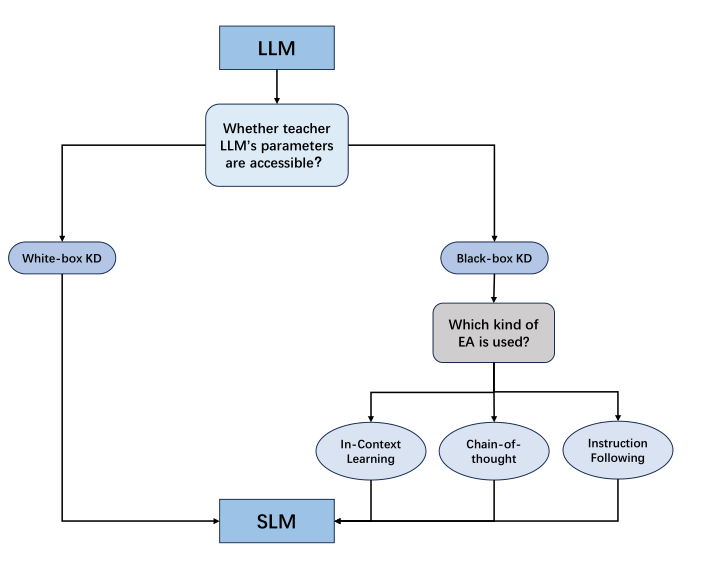 LLM
Whether teacher
LLM's parameters
are accessible?
White-box KD
Black-box KD
Which kind of
EA is used?
In-Context
Learning
Chain-of-
thought
Instruction
Following
SLM